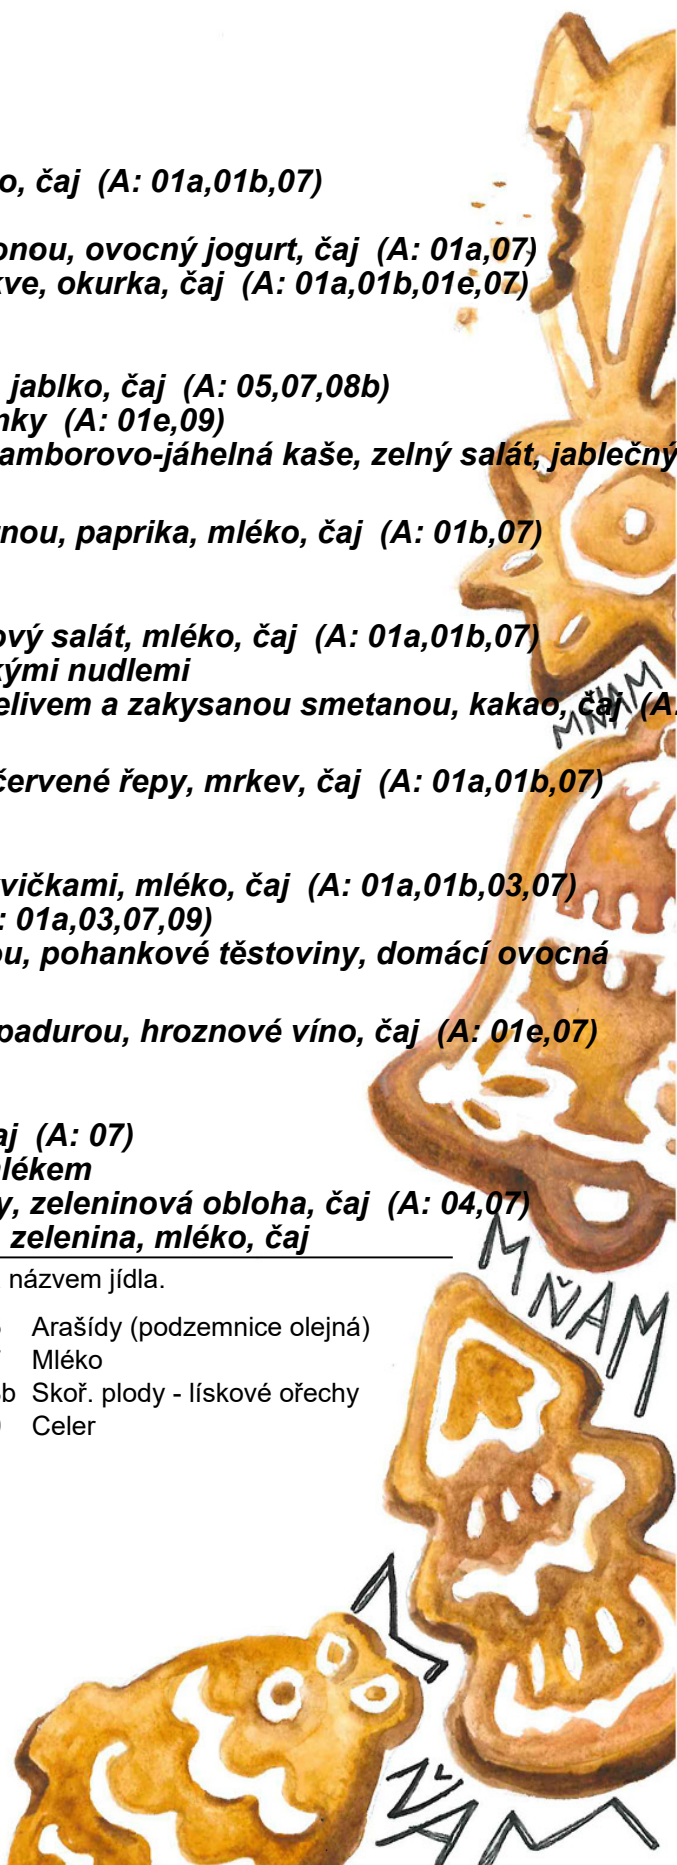 o, čaj (A: 01a,01b,07)
onou, ovocný jogurt, čaj (A: 01a,07)
kve, okurka, čaj (A: 01a,01b,01e,07)
, jablko, čaj (A: 05,07,08b)
nky (A: 01e,09)
amborovo-jáhelná kaše, zelný salát, jablečný
rnou, paprika, mléko, čaj (A: 01b,07)
ový salát, mléko, čaj (A: 01a,01b,07)
kými nudlemi
elivem a zakysanou smetanou, kakao, čaj (A:
MŇAM
červené řepy, mrkev, čaj (A: 01a,01b,07)
vičkami, mléko, čaj (A: 01a,01b,03,07)
: 01a,03,07,09)
ou, pohankové těstoviny, domácí ovocná
padurou, hroznové víno, čaj (A: 01e,07)
aj (A: 07)
mlékem
y, zeleninová obloha, čaj (A: 04,07)
, zelenina, mléko, čaj
názvem jídla.
MŇAM
Arašídy (podzemnice olejná)
Mléko
b Skoř. plody - lískové ořechy
Celer
MŇAM